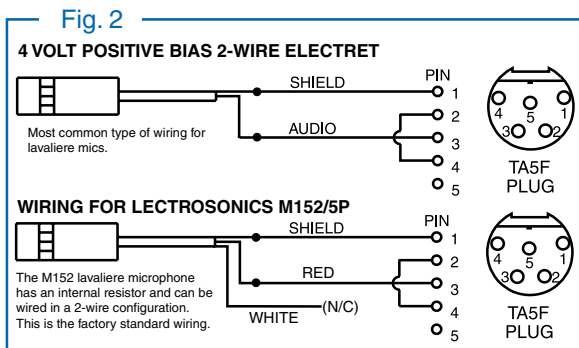 Fig. 2
4 VOLT POSITIVE BIAS 2-WIRE ELECTRET
PIN
SHIELD
1
2
AUDIO
3
4
5
Most common type of wiring for
lavaliere mics.
4
5
1
3
2
TA5F
PLUG
WIRING FOR LECTROSONICS M152/5P
PIN
SHIELD
1
2
RED
3
WHITE
(N/C)
4
5
The M152 lavaliere microphone
has an internal resistor and can be
wired in a 2-wire configuration.
This is the factory standard wiring.
4
5
1
3
2
TA5F
PLUG